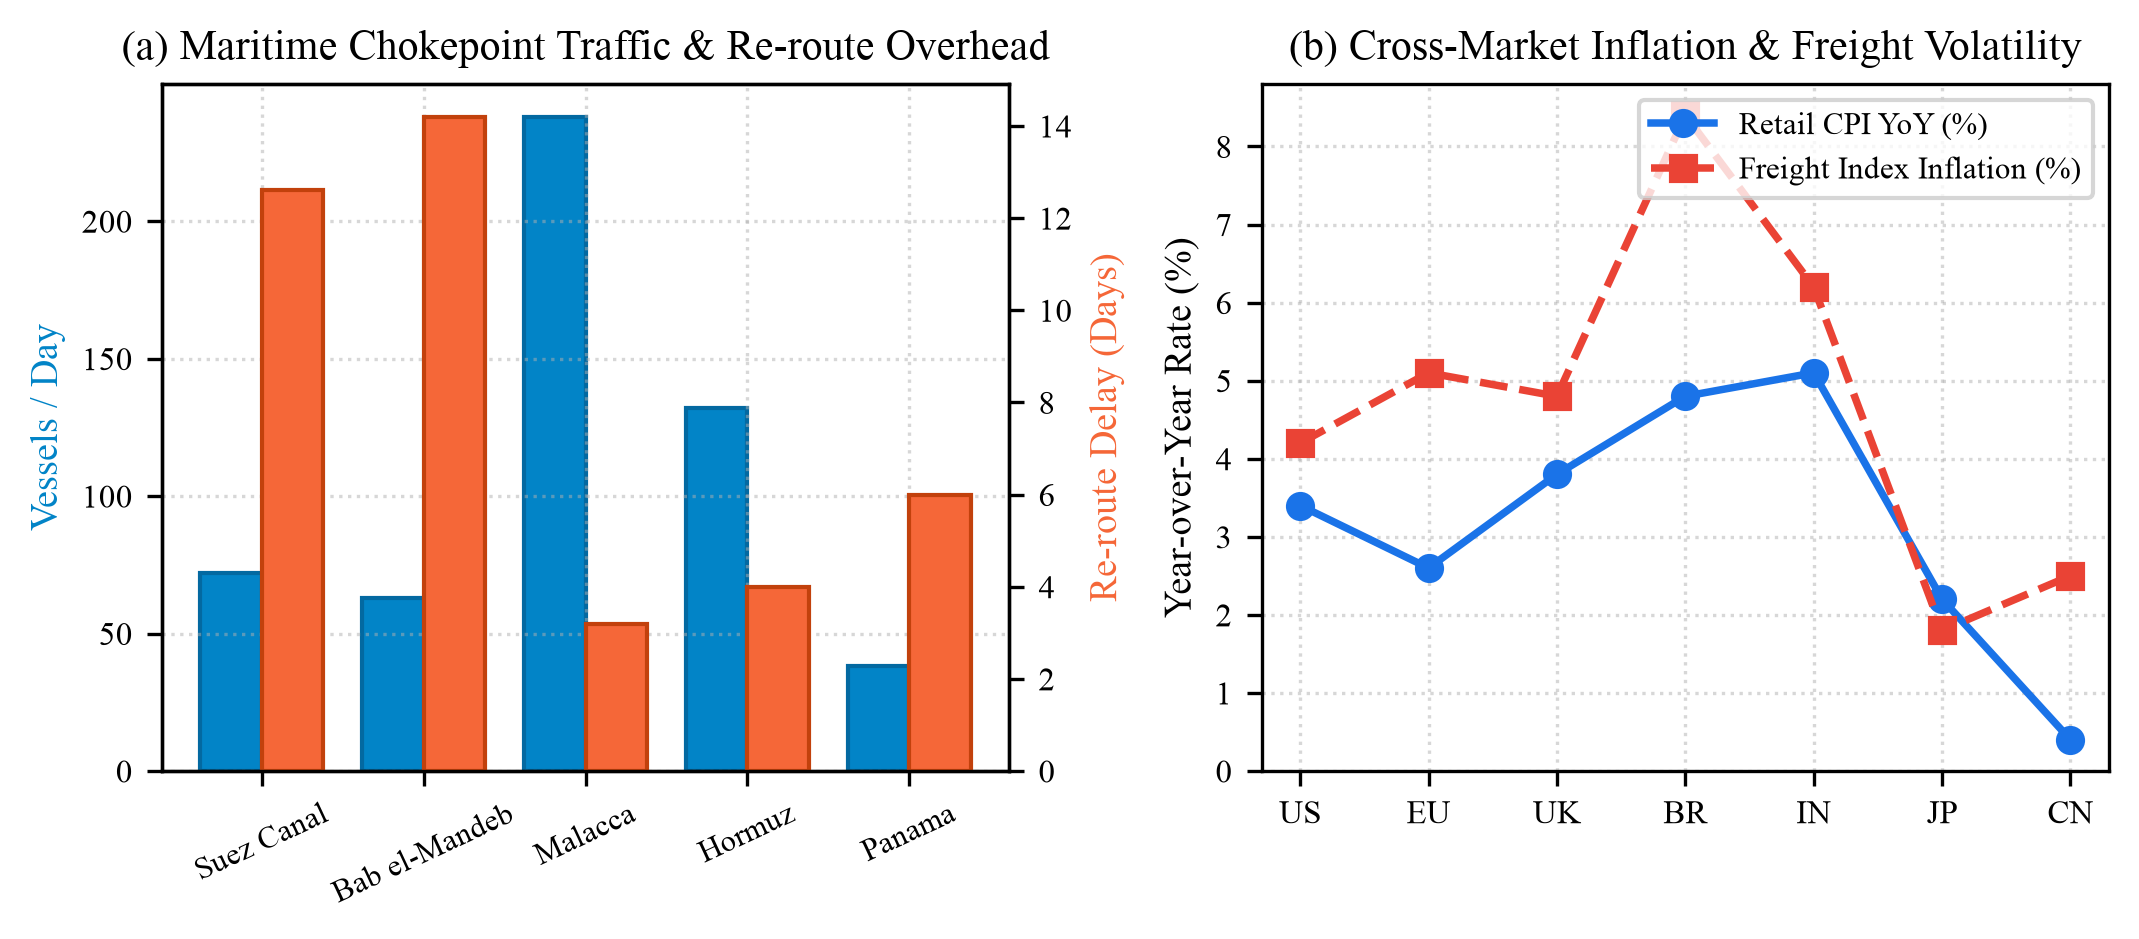 (a) Maritime Chokepoint Traffic & Re-route Overhead
Vessels / Day
200
150
100
50
0
14
12
10
8
6
4
2
0
Re-route Delay (Days)
Suez Canal
Bab el-Mandeb
Malacca
Hormuz
Panama
(b) Cross-Market Inflation & Freight Volatility
Year-over-Year Rate (%)
8
7
6
5
4
3
2
1
0
Retail CPI YoY (%)
Freight Index Inflation (%)
US
EU
UK
BR
IN
JP
CN